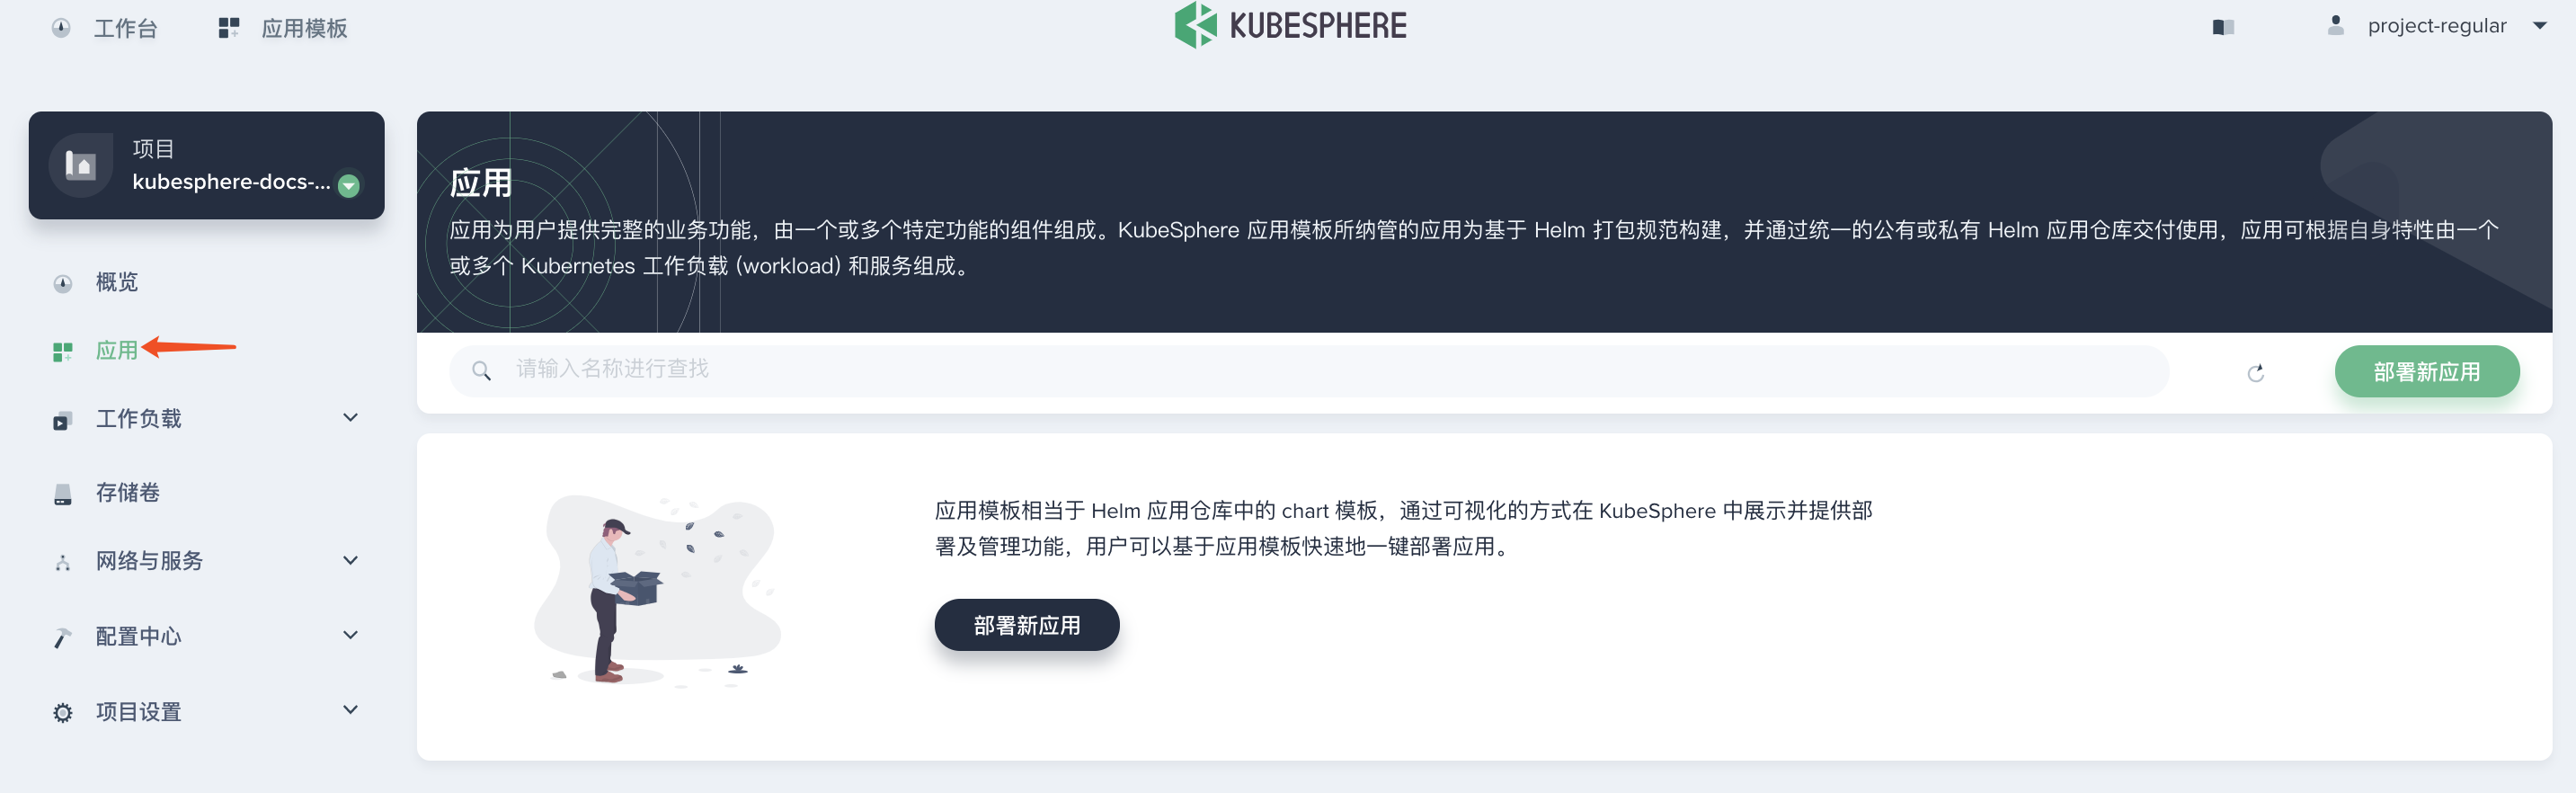 工作台 应用模板 KUBESPHERE project-regular
项目
kubesphere-docs-...
概览
应用
工作负载
存储卷
网络与服务
配置中心
项目设置
应用
应用为用户提供完整的业务功能，由一个或多个特定功能的组件组成。KubeSphere 应用模板所纳管的应用为基于 Helm 打包规范构建，并通过统一的公有或私有 Helm 应用仓库交付使用，应用可根据自身特性由一个
或多个 Kubernetes 工作负载 (workload) 和服务组成。
请输入名称进行查找
部署新应用
应用模板相当于 Helm 应用仓库中的 chart 模板，通过可视化的方式在 KubeSphere 中展示并提供部
署及管理功能，用户可以基于应用模板快速地一键部署应用。
部署新应用